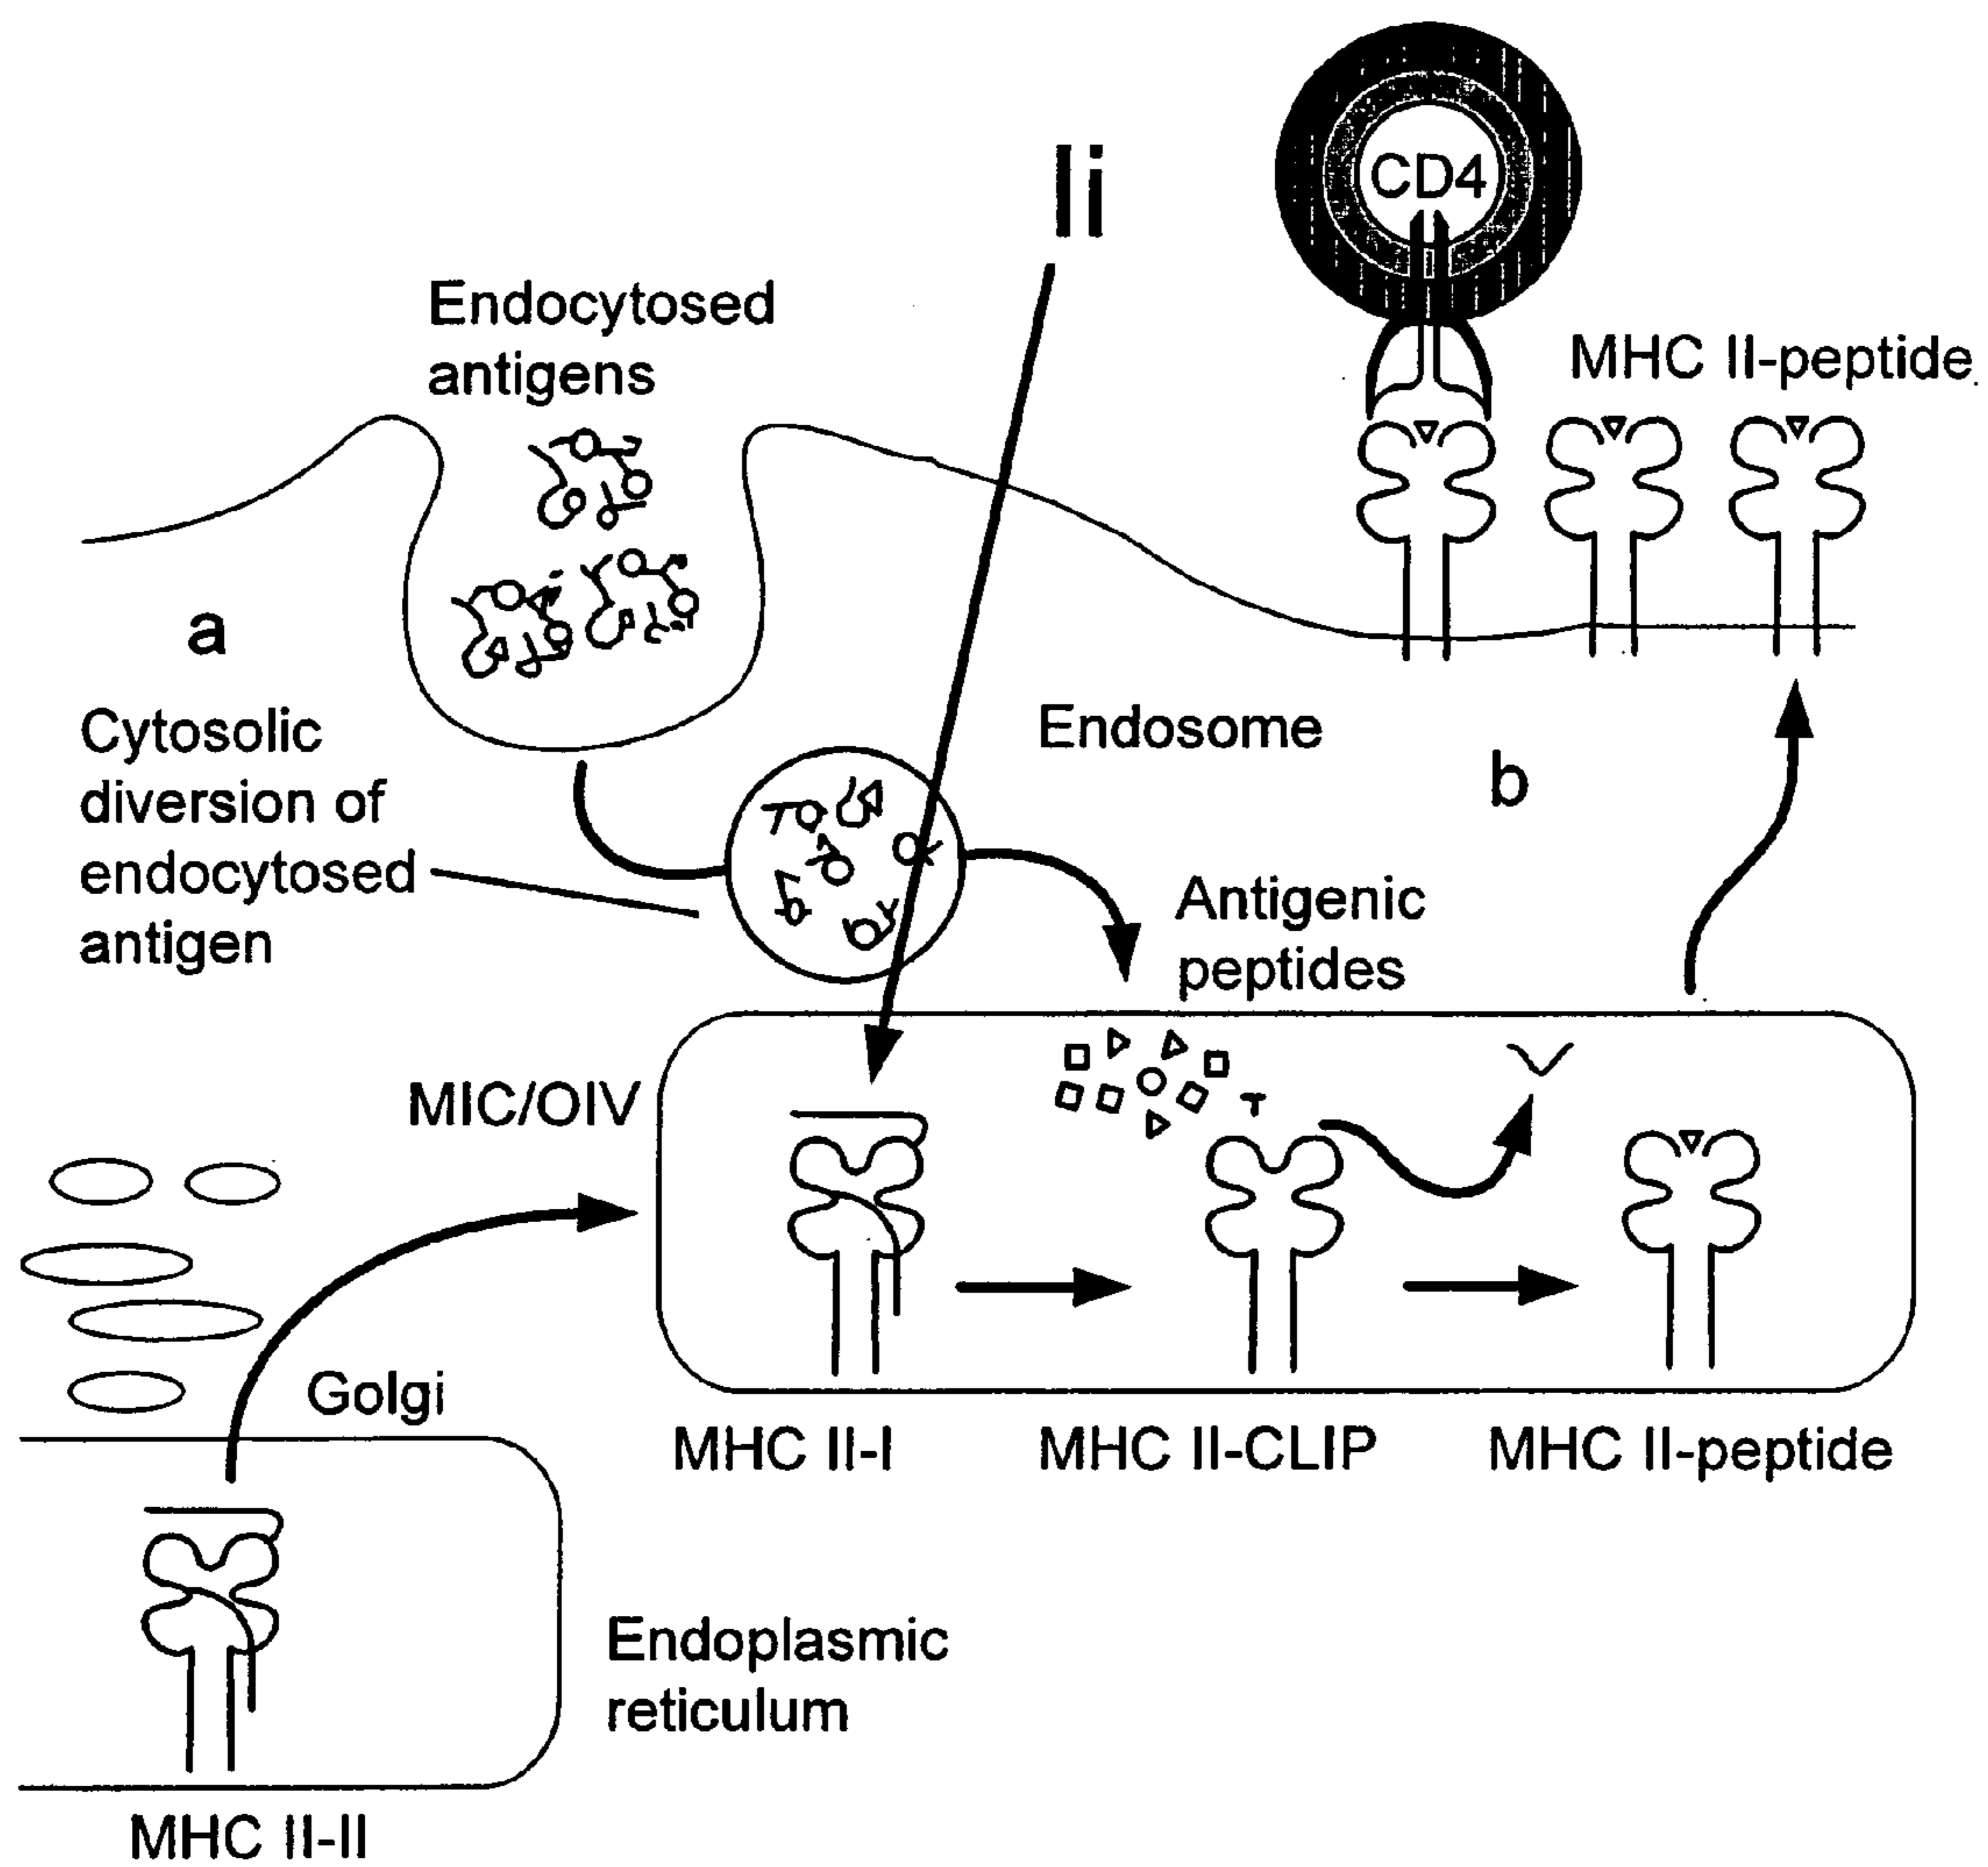 Ii
CD4
Endocytosed
antigens
MHC II-peptide
a
Cytosolic
diversion of
endocytosed
antigen
Endosome
b
Antigenic
peptides
MIC/OIV
Golgi
MHC II-I
MHC II-CLIP
MHC II-peptide
Endoplasmic
reticulum
MHC II-II